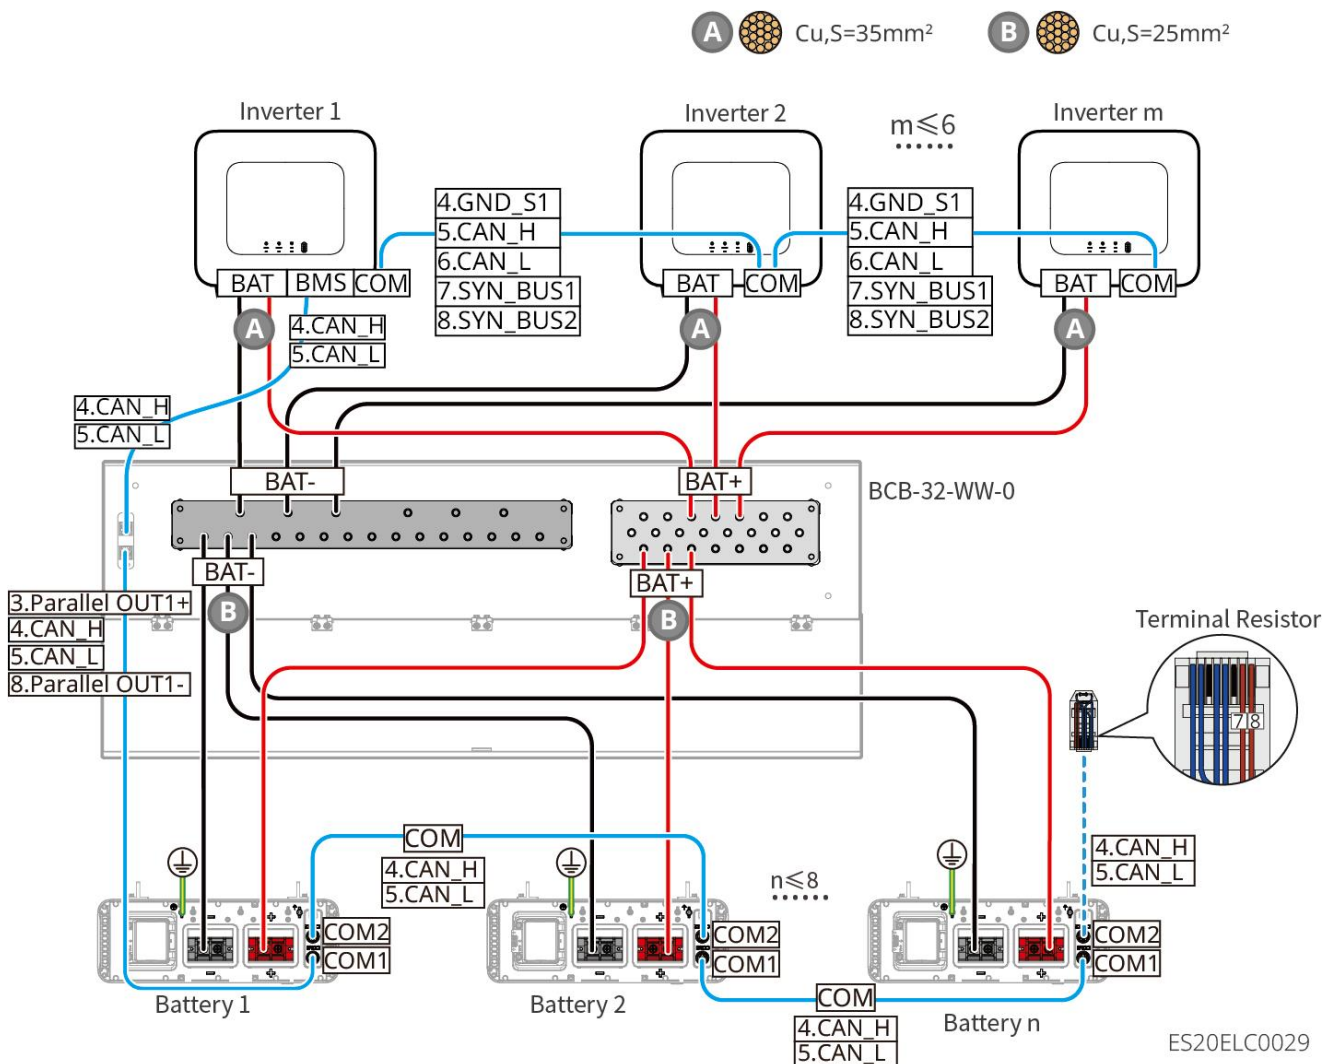 A Cu,S=35mm²
B Cu,S=25mm²
Inverter 1
Inverter 2
m≤6
Inverter m
4.GND_S1
5.CAN_H
6.CAN_L
7.SYN_BUS1
8.SYN_BUS2
4.GND_S1
5.CAN_H
6.CAN_L
7.SYN_BUS1
8.SYN_BUS2
BAT
BMS
COM
BAT
COM
BAT
COM
A
A
A
4.CAN_H
5.CAN_L
4.CAN_H
5.CAN_L
BAT-
BAT+
BCB-32-WW-0
BAT-
BAT+
B
B
3.Parallel OUT1+
4.CAN_H
5.CAN_L
8.Parallel OUT1-
Terminal Resistor
7 8
COM
4.CAN_H
5.CAN_L
n≤8
4.CAN_H
5.CAN_L
COM2
COM1
COM2
COM1
COM2
COM1
Battery 1
Battery 2
COM
4.CAN_H
5.CAN_L
Battery n
ES20ELC0029